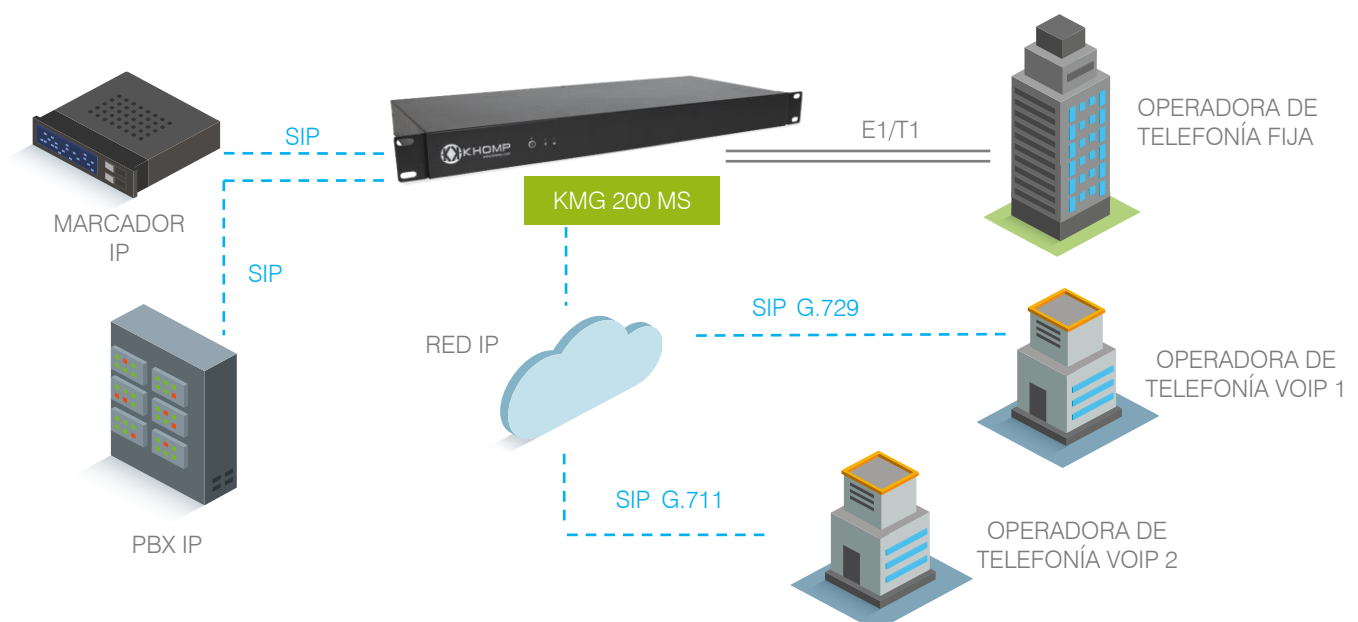 OPERADORA DE
TELEFONÍA FIJA
E1/T1
SIP
KHOMP
KMG 200 MS
MARCADOR
IP
SIP
SIP G.729
RED IP
OPERADORA DE
TELEFONÍA VOIP 1
SIP G.711
OPERADORA DE
TELEFONÍA VOIP 2
PBX IP